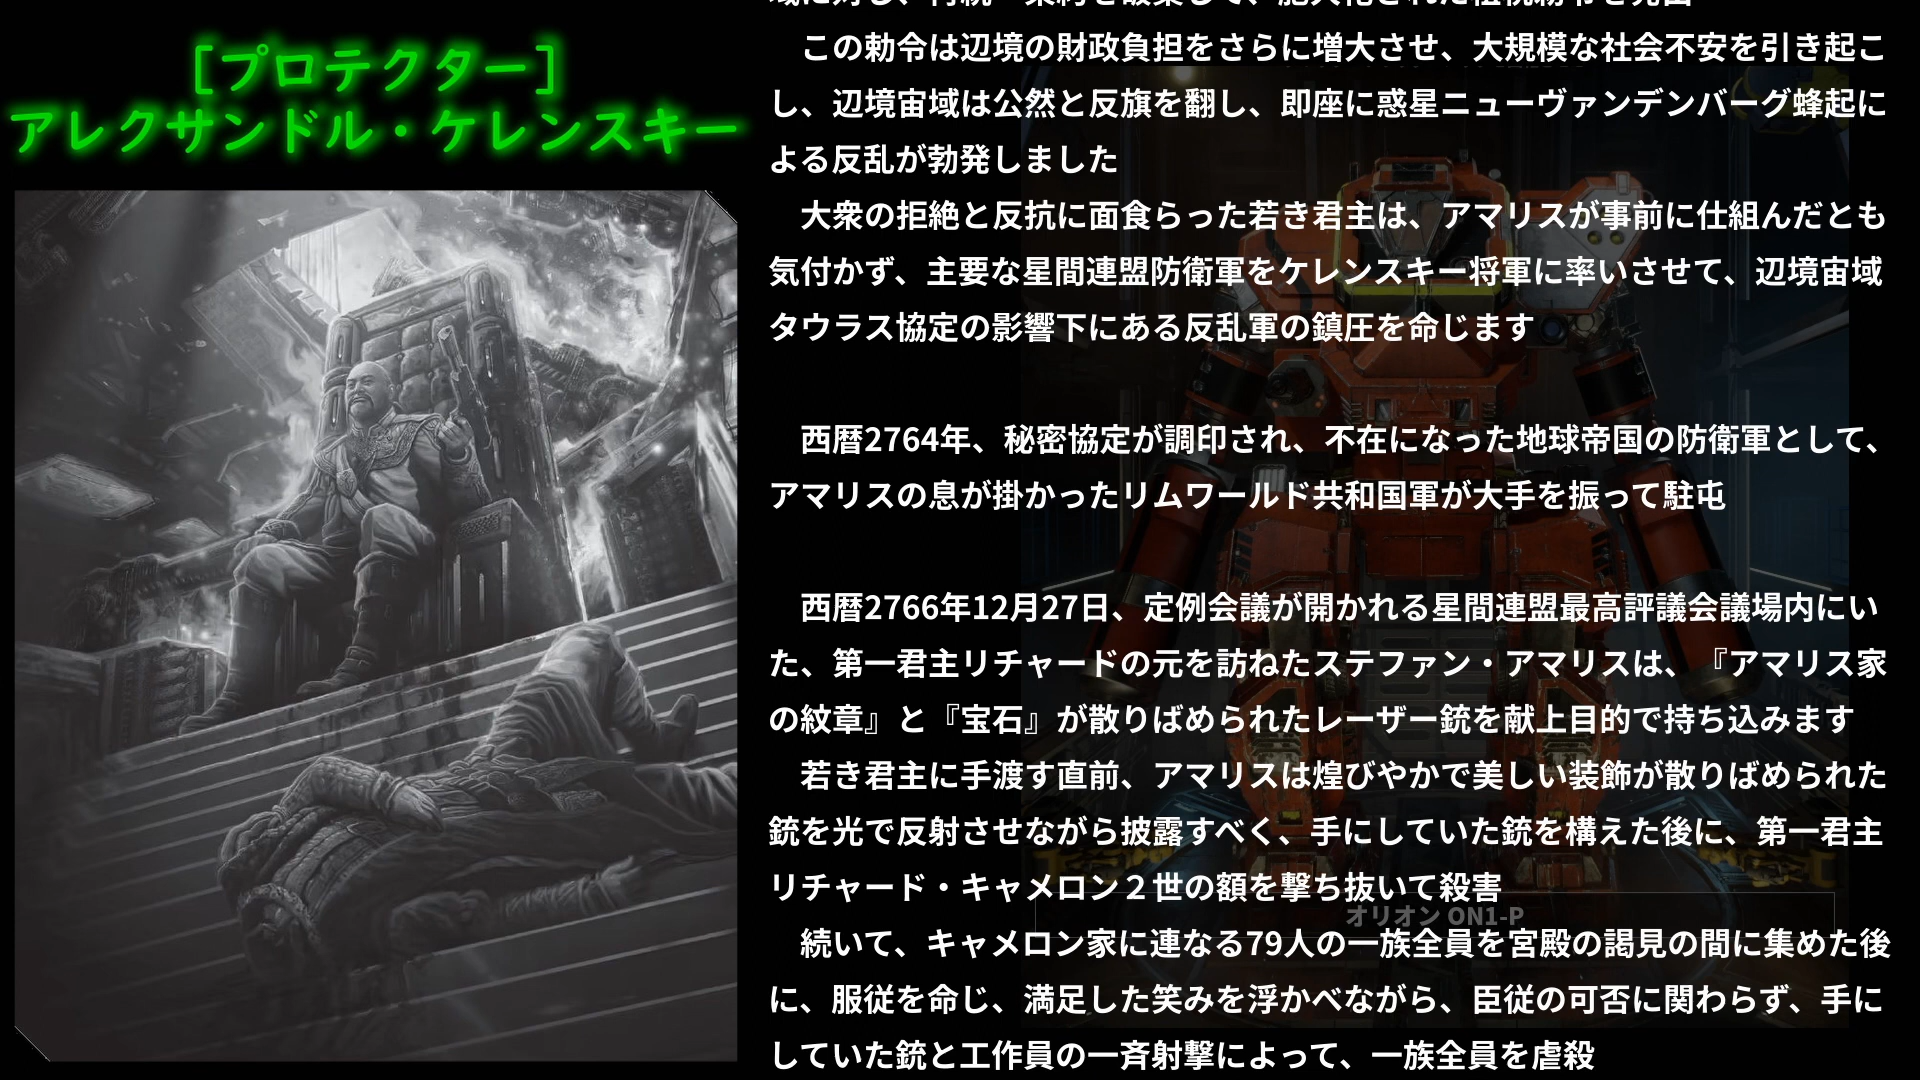 ［プロテクター］
アレクサンドル・ケレンスキー
この勅令は辺境の財政負担をさらに増大させ、大規模な社会不安を引き起こ
し、辺境宙域は公然と反旗を翻し、即座に惑星ニューヴァンデンバーグ蜂起に
よる反乱が勃発しました
大衆の拒絶と反抗に面食らった若き君主は、アマリスが事前に仕組んだとも
気付かず、主要な星間連盟防衛軍をケレンスキー将軍に率いさせて、辺境宙域
タウラス協定の影響下にある反乱軍の鎮圧を命じます
西暦2764年、秘密協定が調印され、不在になった地球帝国の防衛軍として、
アマリスの息が掛かったリムワールド共和国軍が大手を振って駐屯
西暦2766年12月27日、定例会議が開かれる星間連盟最高評議会議場内にい
た、第一君主リチャードの元を訪ねたステファン・アマリスは、『アマリス家
の紋章』と『宝石』が散りばめられたレーザー銃を献上目的で持ち込みます
若き君主に手渡す直前、アマリスは煌びやかで美しい装飾が散りばめられた
銃を光で反射させながら披露すべく、手にしていた銃を構えた後に、第一君主
リチャード・キャメロン２世の額を撃ち抜いて殺害
オリオン ON1-P
続いて、キャメロン家に連なる79人の一族全員を宮殿の謁見の間に集めた後
に、服従を命じ、満足した笑みを浮かべながら、臣従の可否に関わらず、手に
していた銃と工作員の一斉射撃によって、一族全員を虐殺